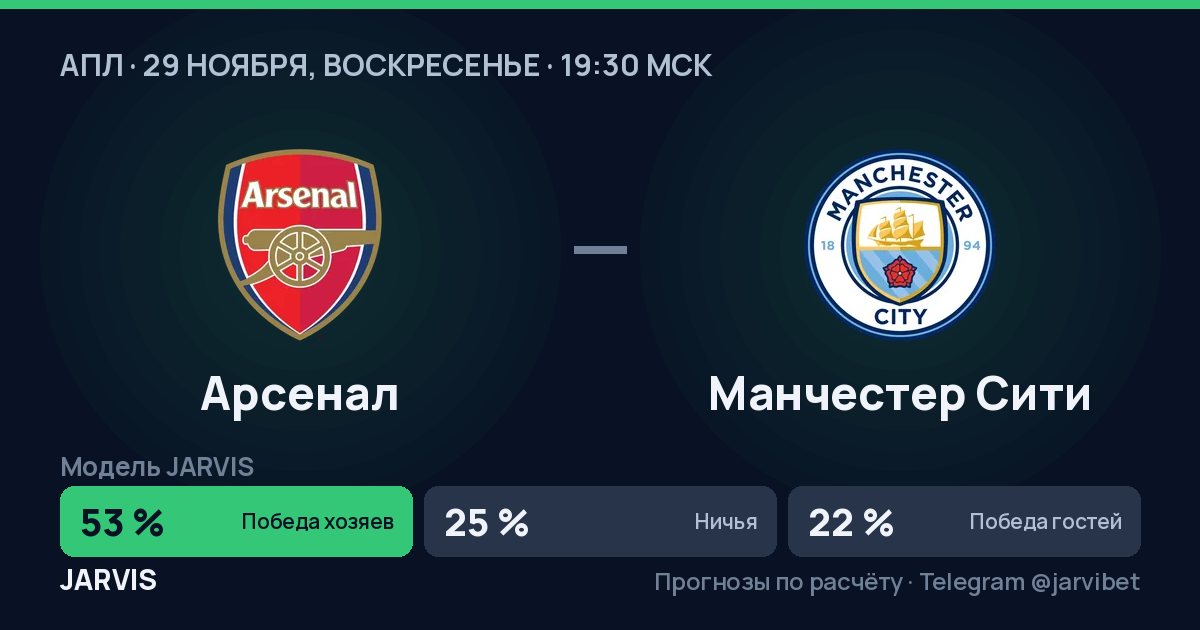 АПЛ · 29 НОЯБРЯ, ВОСКРЕСЕНЬЕ · 19:30 МСК
Arsenal
MANCHESTER
18 94
CITY
—
Арсенал
Манчестер Сити
Модель JARVIS
53 % Победа хозяев
25 % Ничья
22 % Победа гостей
JARVIS
Прогнозы по расчёту · Telegram @jarvibet